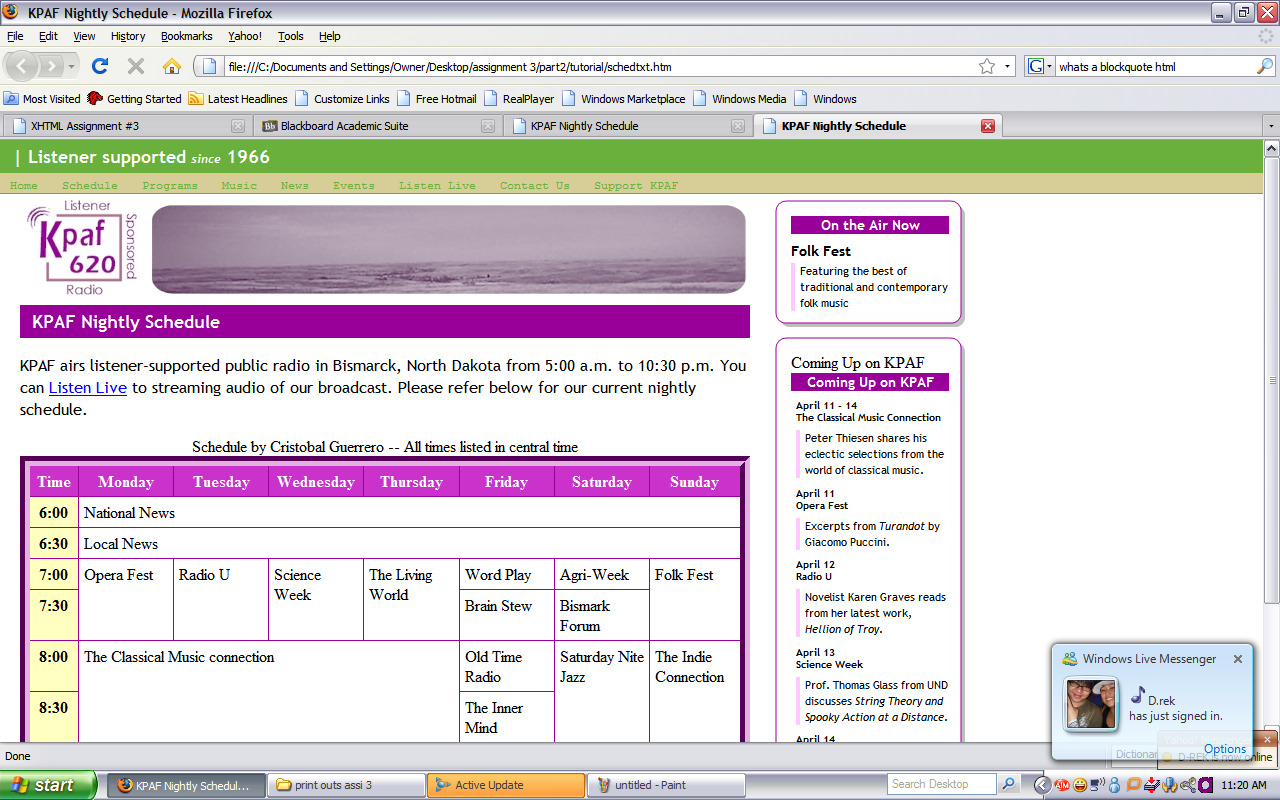 KPAF Nightly Schedule - Mozilla Firefox
File Edit View History Bookmarks Yahoo! Tools Help
file:///C:/Documents and Settings/Owner/Desktop/assignment 3/part2/tutorial/schedtxt.htm
G whats a blockquote html
Most Visited Getting Started Latest Headlines Customize Links Free Hotmail RealPlayer Windows Marketplace Windows Media Windows
XHTML Assignment #3
Bb Blackboard Academic Suite
KPAF Nightly Schedule
KPAF Nightly Schedule
| Listener supported since 1966
Home Schedule Programs Music News Events Listen Live Contact Us Support KPAF
Listener
Kpaf
620
Sponsored
Radio
KPAF Nightly Schedule
KPAF airs listener-supported public radio in Bismarck, North Dakota from 5:00 a.m. to 10:30 p.m. You
can Listen Live to streaming audio of our broadcast. Please refer below for our current nightly
schedule.
Schedule by Cristobal Guerrero -- All times listed in central time
Time Monday Tuesday Wednesday Thursday Friday Saturday Sunday
6:00 National News
6:30 Local News
7:00 Opera Fest Radio U Science Week The Living World Word Play Agri-Week Folk Fest
7:30 Brain Stew Bismark Forum
8:00 The Classical Music connection Old Time Radio Saturday Nite Jazz The Indie Connection
8:30 The Inner Mind
On the Air Now
Folk Fest
Featuring the best of
traditional and contemporary
folk music
Coming Up on KPAF
Coming Up on KPAF
April 11 - 14
The Classical Music Connection
Peter Thiesen shares his
eclectic selections from the
world of classical music.
April 11
Opera Fest
Excerpts from Turandot by
Giacomo Puccini.
April 12
Radio U
Novelist Karen Graves reads
from her latest work,
Hellion of Troy.
April 13
Science Week
Prof. Thomas Glass from UND
discusses String Theory and
Spooky Action at a Distance.
April 14
Windows Live Messenger
D.rek
has just signed in.
Options
D-REK is now online
Done
start
KPAF Nightly Schedul...
print outs assi 3
Active Update
untitled - Paint
Search Desktop
11:20 AM